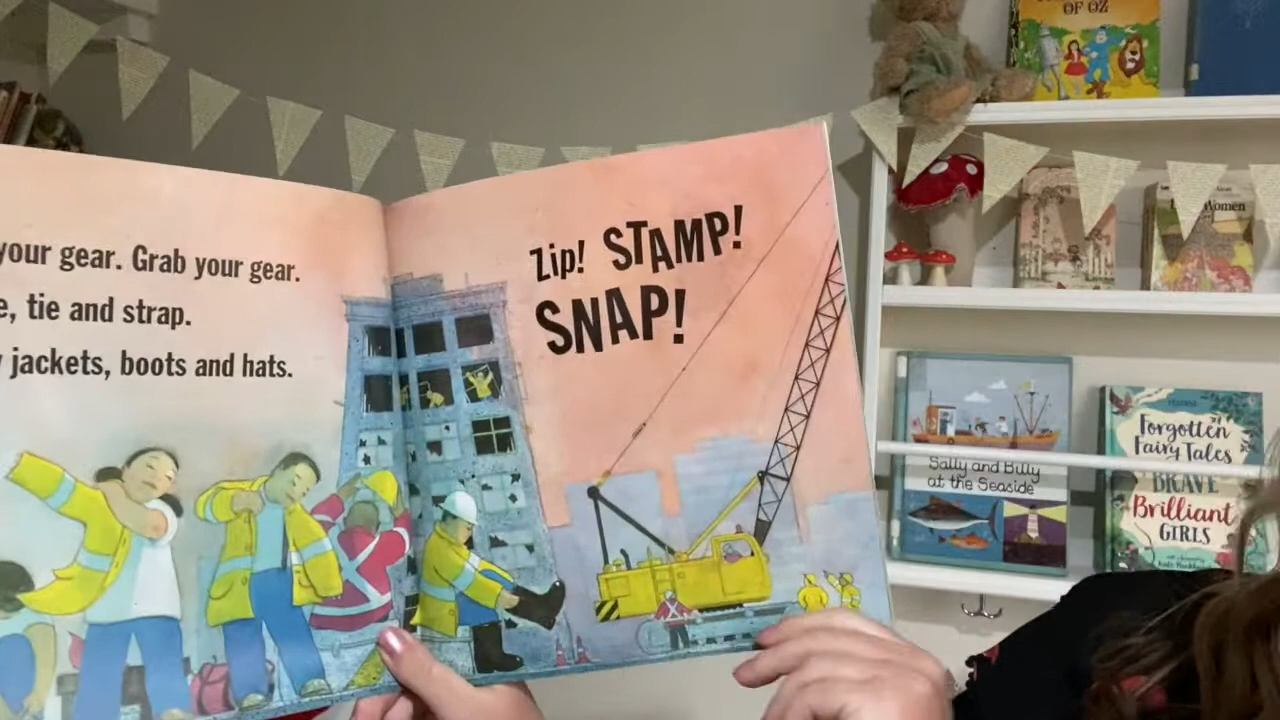 your gear. Grab your gear.
, tie and strap.
jackets, boots and hats.
Zip! STAMP!
SNAP!
OF OZ
Women
Sally and Billy
at the Seaside
Forgotten
Fairy Tales
BRAVE
Brilliant
GIRLS